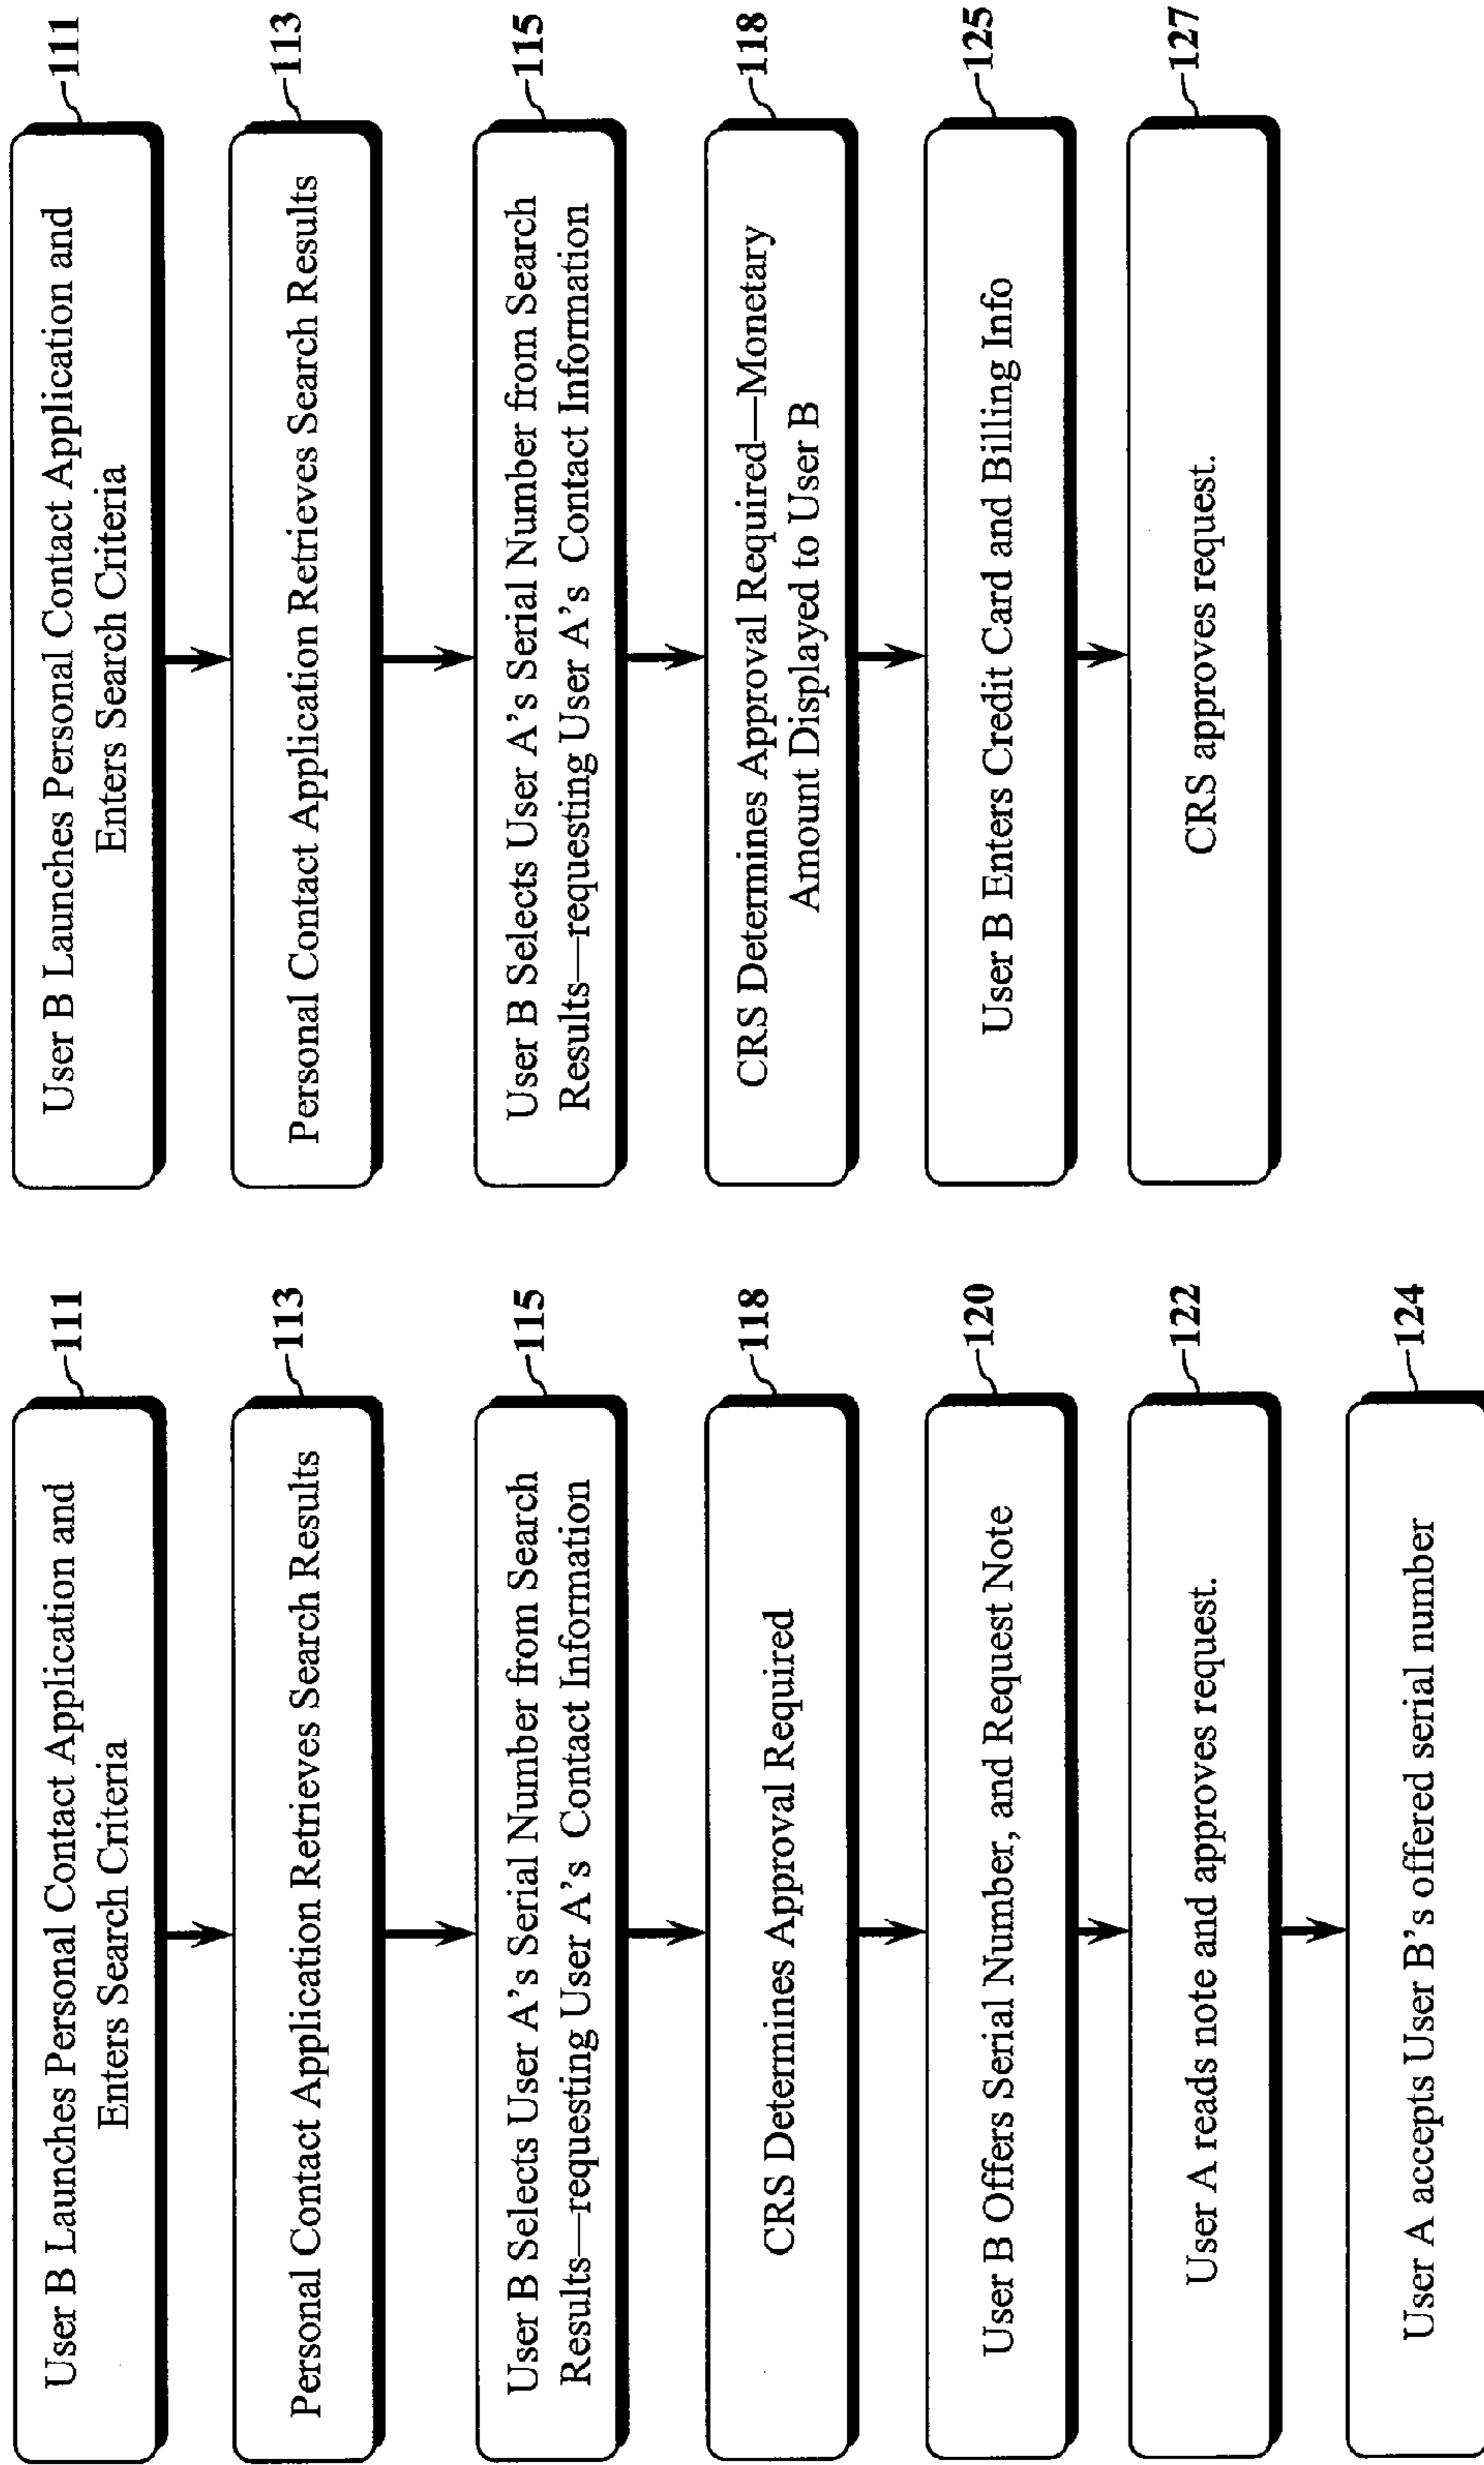 User B Launches Personal Contact Application and
Enters Search Criteria
111
Personal Contact Application Retrieves Search Results
113
User B Selects User A's Serial Number from Search
Results—requesting User A's Contact Information
115
CRS Determines Approval Required
118
User B Offers Serial Number, and Request Note
120
User A reads note and approves request.
122
User A accepts User B's offered serial number
124
User B Launches Personal Contact Application and
Enters Search Criteria
111
Personal Contact Application Retrieves Search Results
113
User B Selects User A's Serial Number from Search
Results—requesting User A's Contact Information
115
CRS Determines Approval Required—Monetary
Amount Displayed to User B
118
User B Enters Credit Card and Billing Info
125
CRS approves request.
127